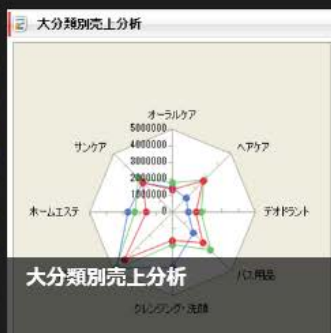 大分類別売上分析
オーラルケア
5000000
サンケア
4000000
ヘアケア
3000000
2000000
1000000
ホームエステ
0
デオドラント
大分類別売上分析
バス用品
クレンジング・洗顔